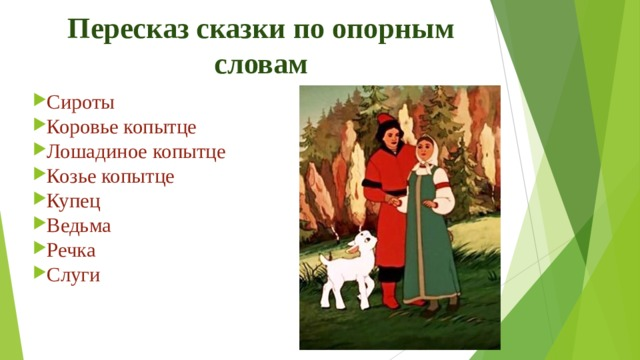 Пересказ сказки по опорным
словам
Сироты
Коровье копытце
Лошадиное копытце
Козье копытце
Купец
Ведьма
Речка
Слуги